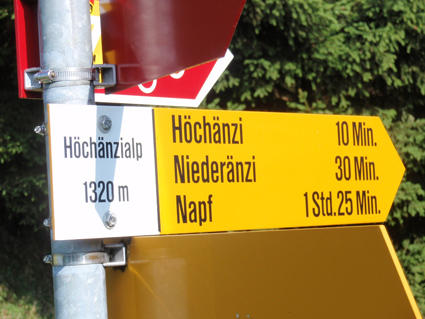 Höchänzialp
1320 m
Höchänzi 10 Min.
Niederänzi 30 Min.
Napf 1 Std. 25 Min.